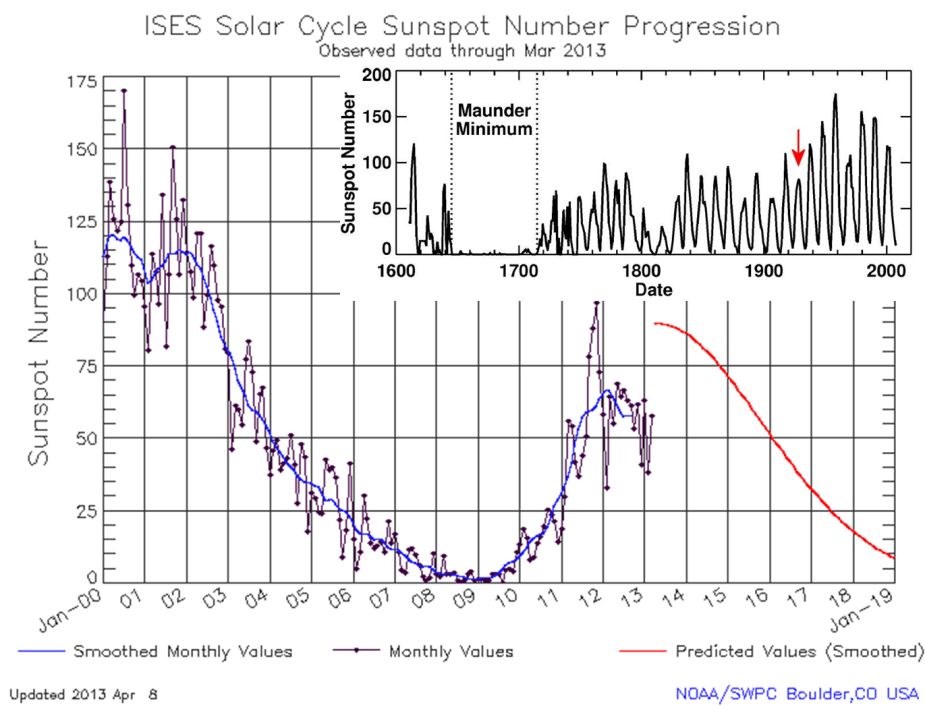 ISES Solar Cycle Sunspot Number Progression
Observed data through Mar 2013
Sunspot Number
175
150
125
100
75
50
25
0
Sunspot Number
200
150
100
50
0
Maunder
Minimum
1600 1700 1800 1900 2000
Date
Jan-00 01 02 03 04 05 06 07 08 09 10 11 12 13 14 15 16 17 18 Jan-19
Smoothed Monthly Values Monthly Values Predicted Values (Smoothed)
Updated 2013 Apr 8 NOAA/SWPC Boulder,CO USA